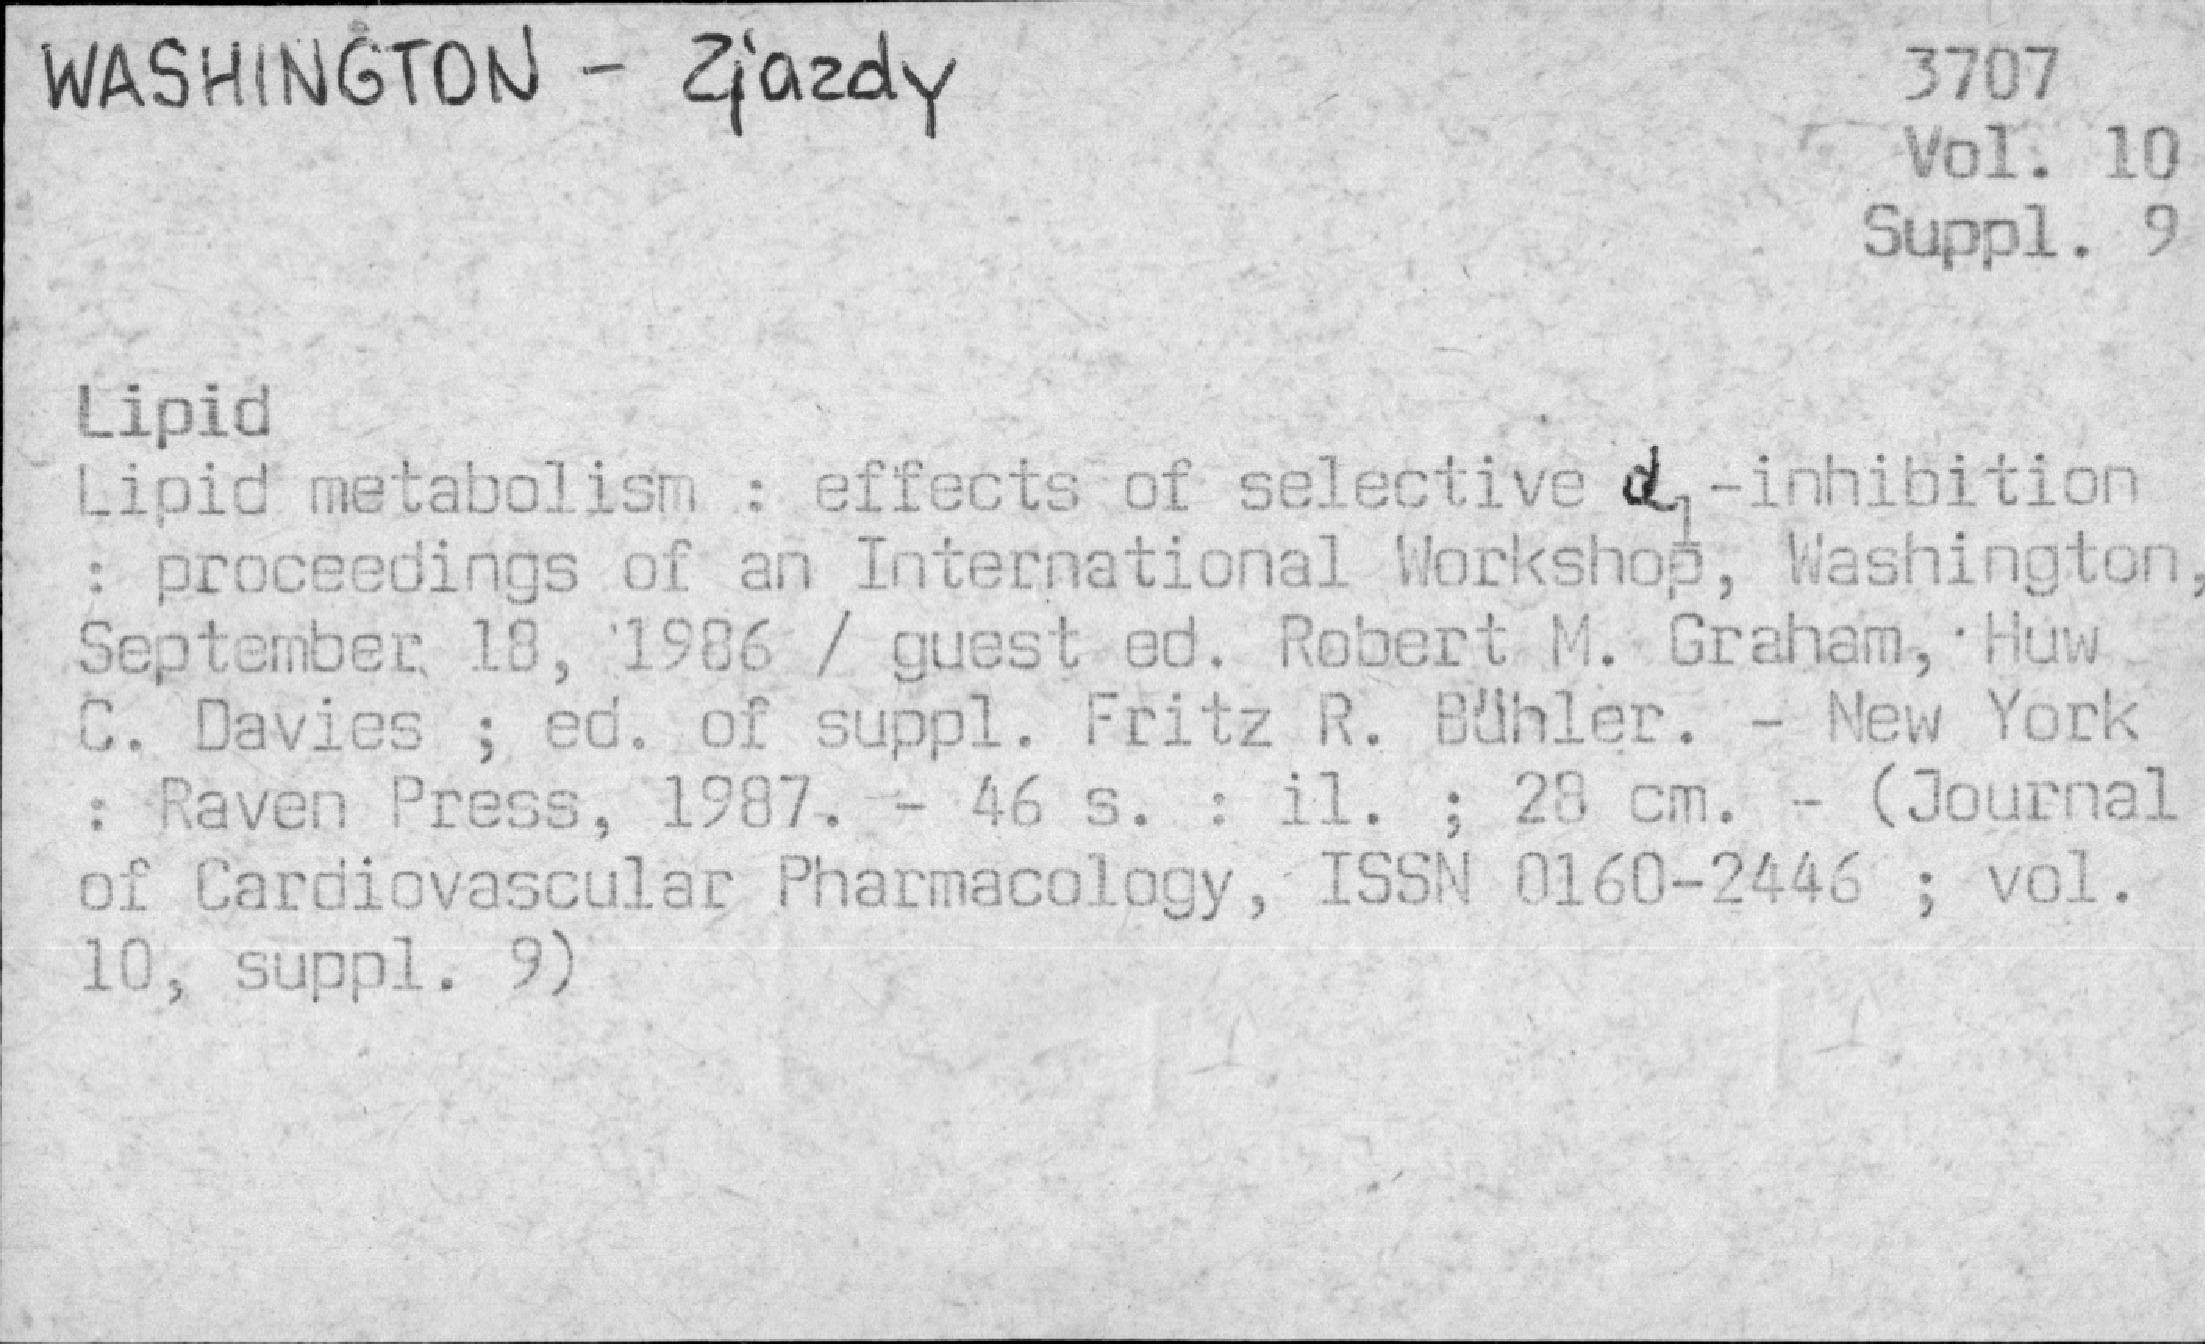 WASHINGTON - Zjazdy
3707
Vol. 10
Suppl. 9
Lipid
Lipid metabolism : effects of selective α1-inhibition
: proceedings of an International Workshop, Washington,
September 18, 1986 / guest ed. Robert M. Graham, Huw
C. Davies ; ed. of suppl. Fritz R. Bühler. - New York
: Raven Press, 1987. - 46 s. : il. ; 28 cm. - (Journal
of Cardiovascular Pharmacology, ISSN 0160-2446 ; vol.
10, suppl. 9)